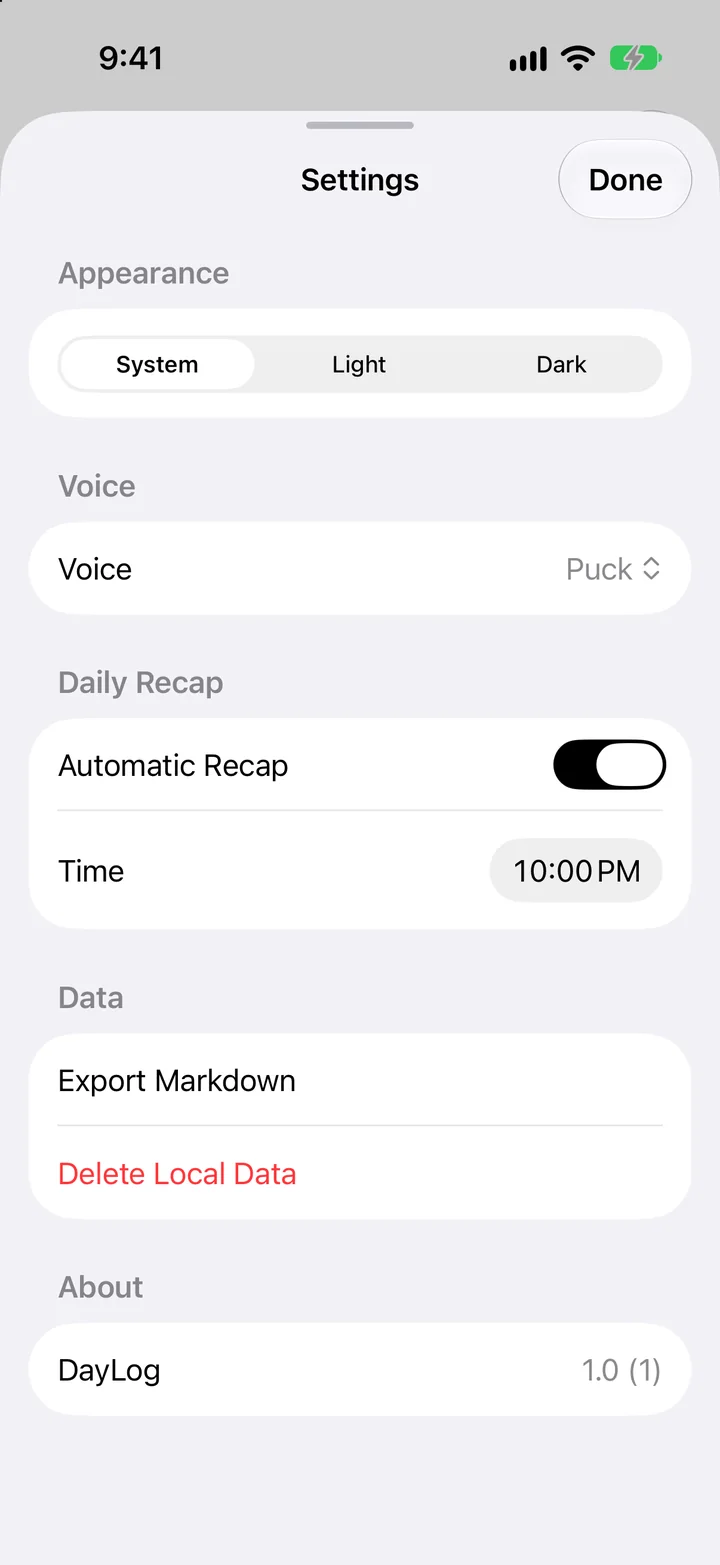 9:41
Settings
Done
Appearance
System Light Dark
Voice
Voice Puck
Daily Recap
Automatic Recap
Time 10:00 PM
Data
Export Markdown
Delete Local Data
About
DayLog 1.0 (1)